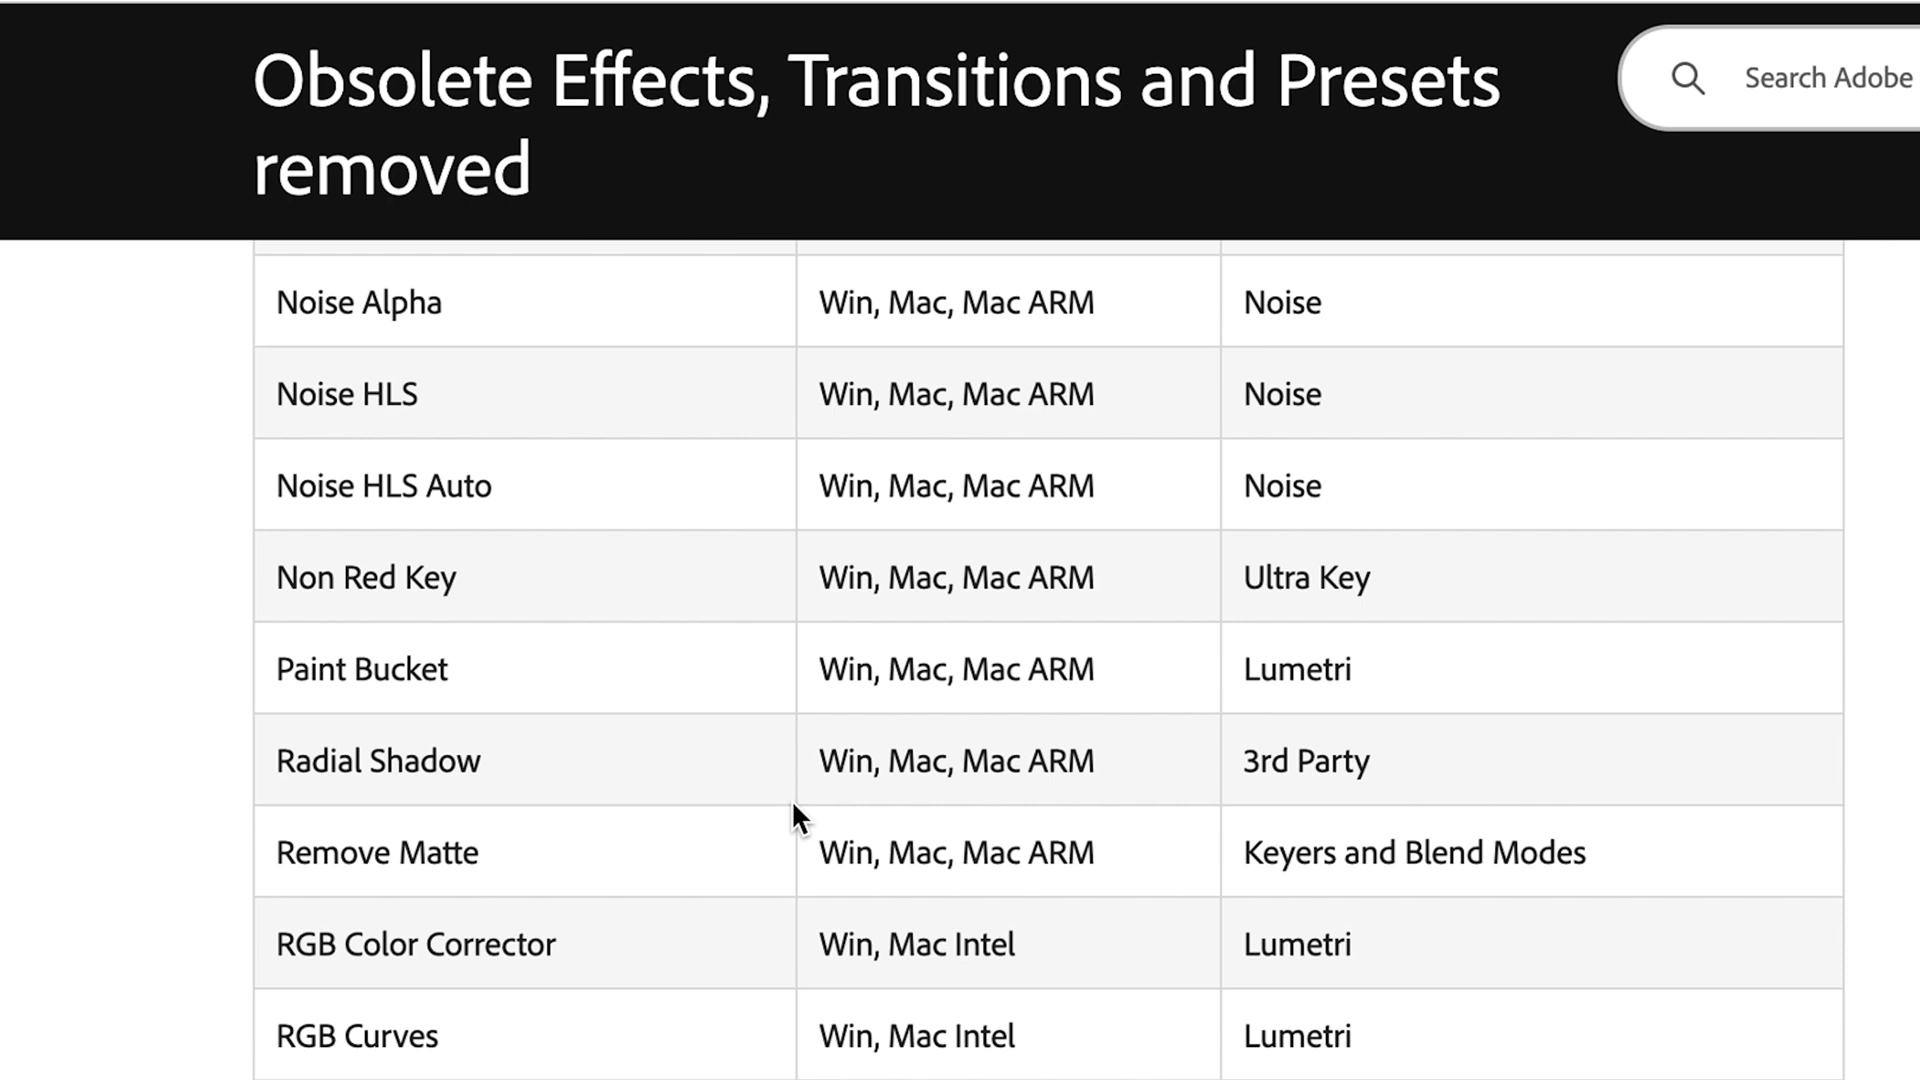 Obsolete Effects, Transitions and Presets
removed
Search Adobe
Noise Alpha Win, Mac, Mac ARM Noise
Noise HLS Win, Mac, Mac ARM Noise
Noise HLS Auto Win, Mac, Mac ARM Noise
Non Red Key Win, Mac, Mac ARM Ultra Key
Paint Bucket Win, Mac, Mac ARM Lumetri
Radial Shadow Win, Mac, Mac ARM 3rd Party
Remove Matte Win, Mac, Mac ARM Keyers and Blend Modes
RGB Color Corrector Win, Mac Intel Lumetri
RGB Curves Win, Mac Intel Lumetri